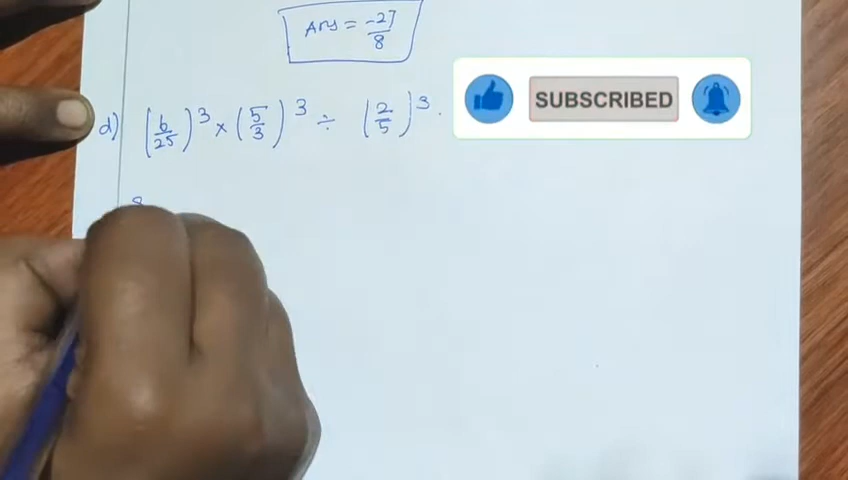 Ans = -27/8
SUBSCRIBED
d) (6/25)^3 × (5/3)^3 ÷ (2/5)^3.